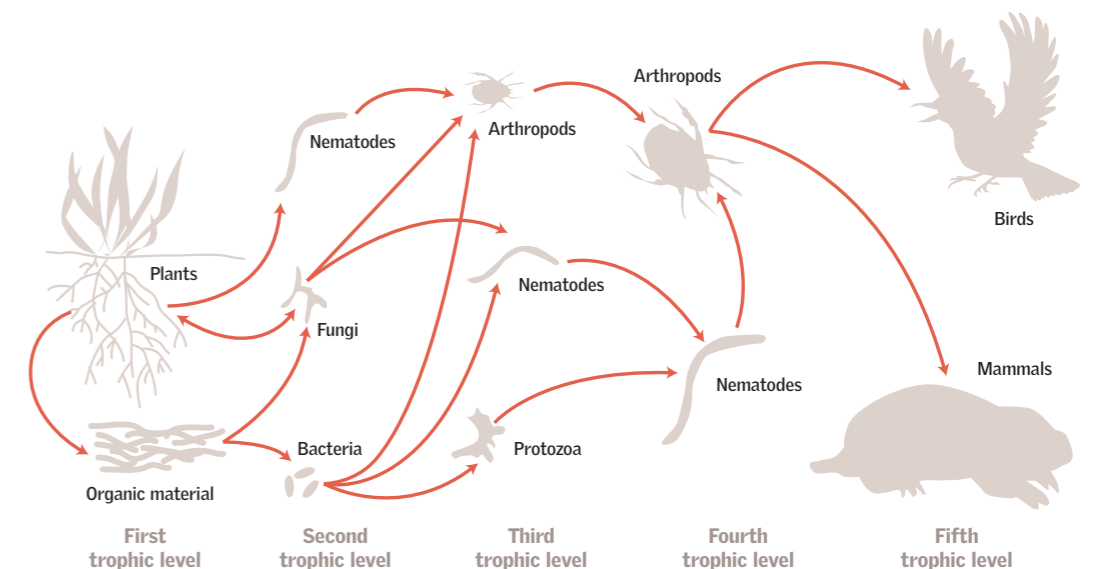 Arthropods
Nematodes
Arthropods
Birds
Plants
Nematodes
Fungi
Mammals
Nematodes
Bacteria
Protozoa
Organic material
First
trophic level
Second
trophic level
Third
trophic level
Fourth
trophic level
Fifth
trophic level